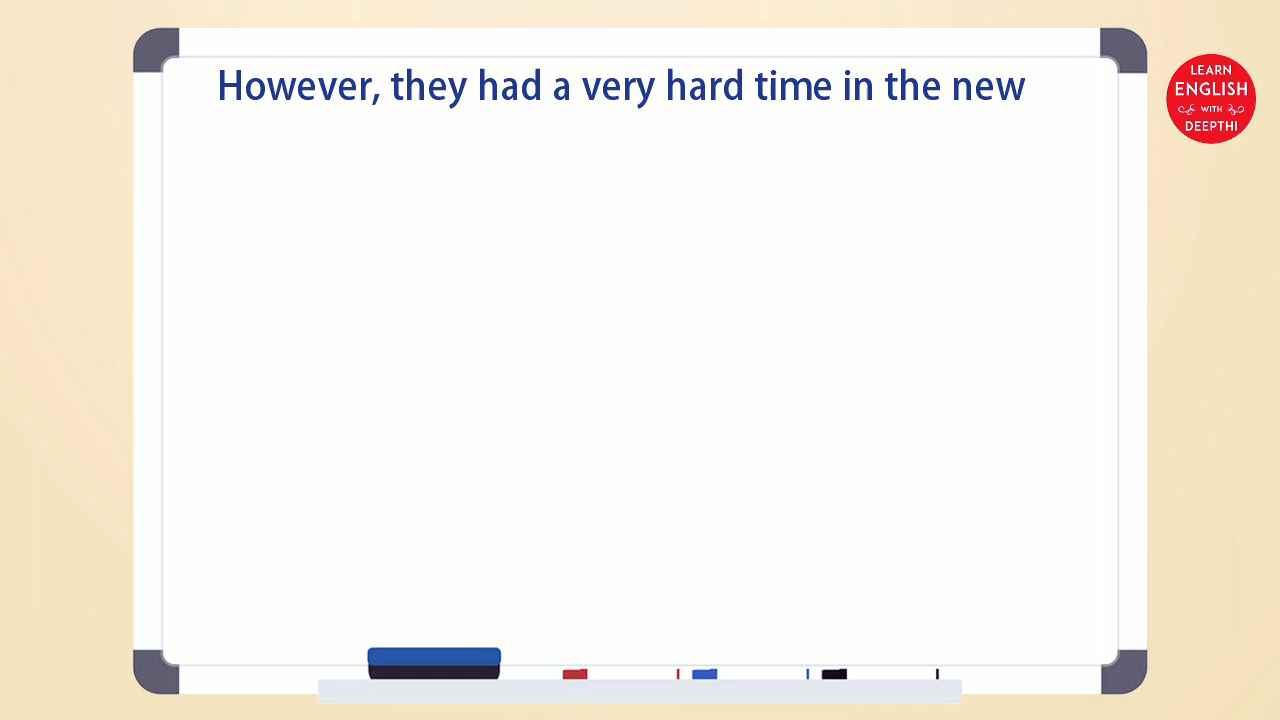 However, they had a very hard time in the new
LEARN
ENGLISH
WITH
DEEPTHI